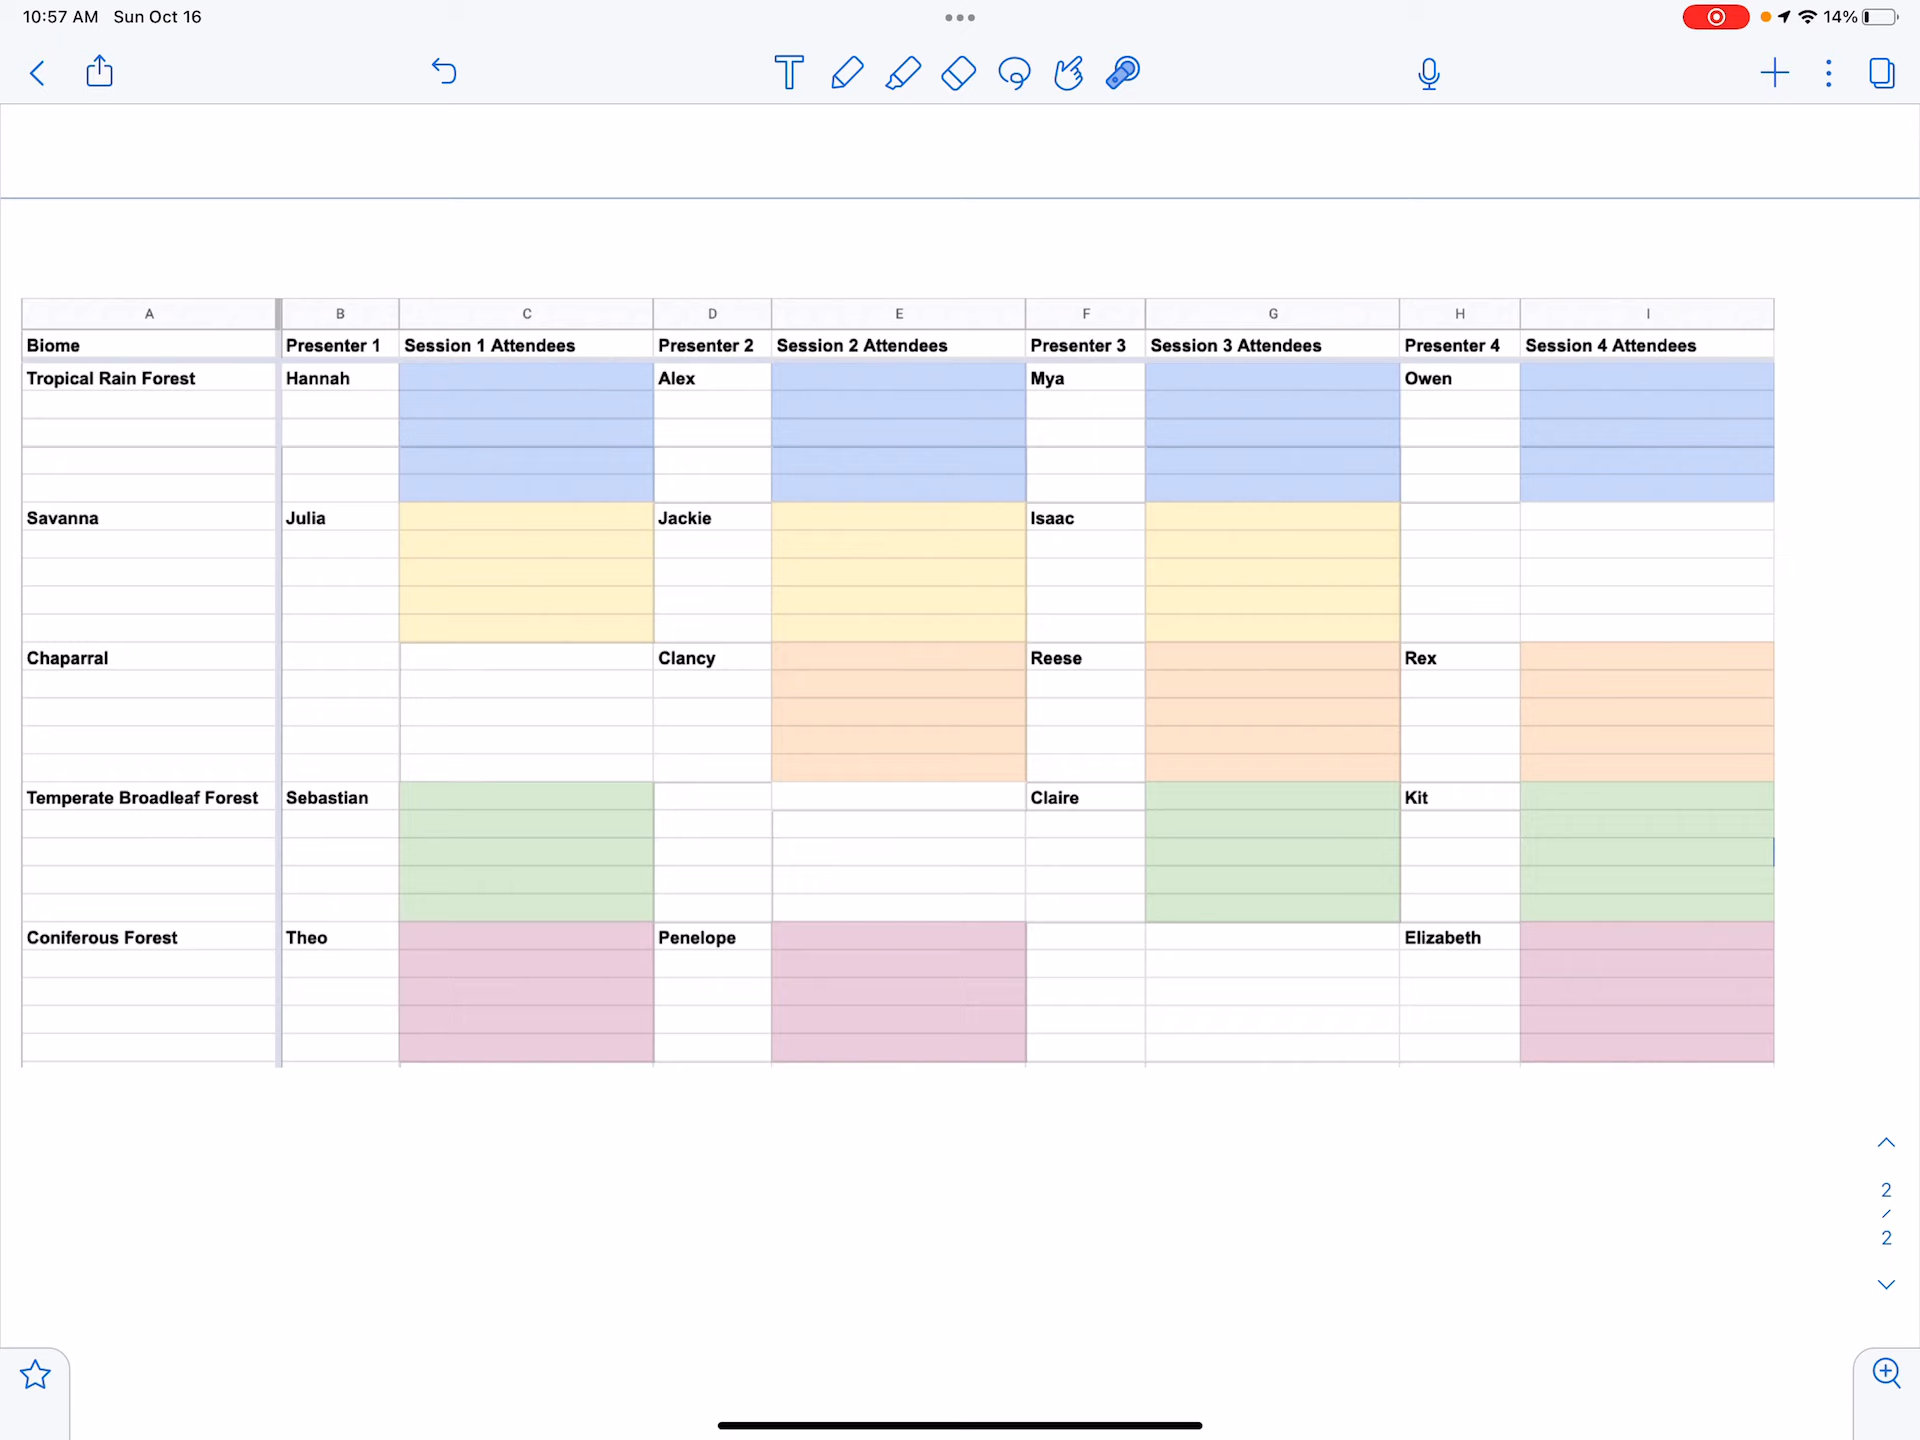 10:57 AM Sun Oct 16
14%
A B C D E F G H I
Biome Presenter 1 Session 1 Attendees Presenter 2 Session 2 Attendees Presenter 3 Session 3 Attendees Presenter 4 Session 4 Attendees
Tropical Rain Forest Hannah Alex Mya Owen
Savanna Julia Jackie Isaac
Chaparral Clancy Reese Rex
Temperate Broadleaf Forest Sebastian Claire Kit
Coniferous Forest Theo Penelope Elizabeth
2
/
2